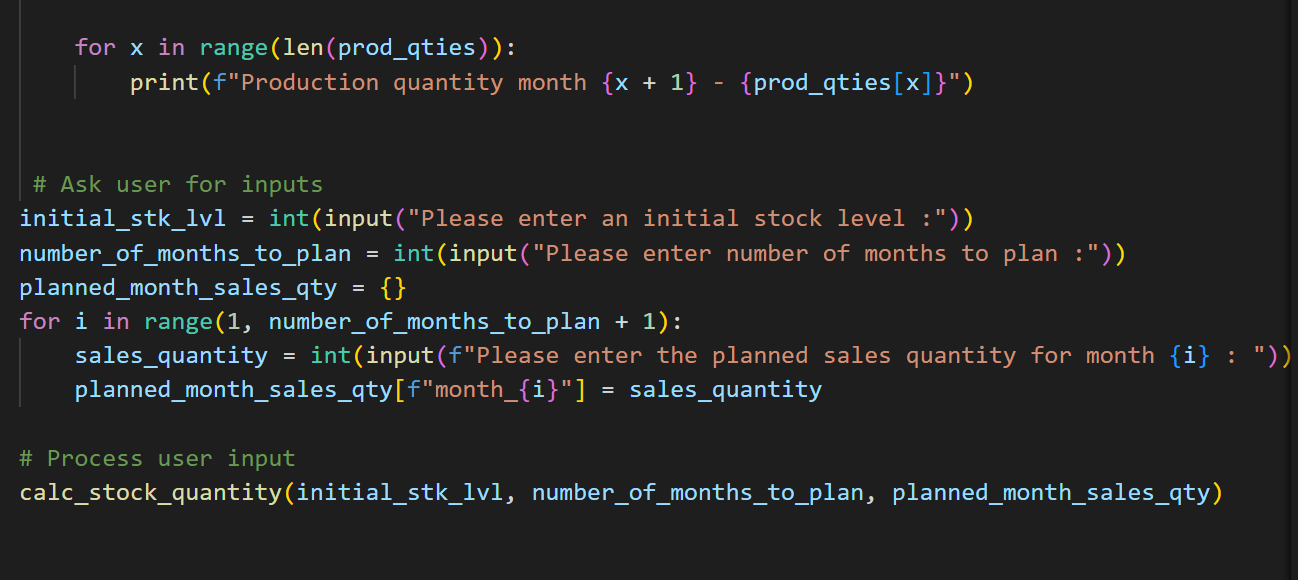 for x in range(len(prod_qties)):
        print(f"Production quantity month {x + 1} - {prod_qties[x]}")
 # Ask user for inputs
initial_stk_lvl = int(input("Please enter an initial stock level :"))
number_of_months_to_plan = int(input("Please enter number of months to plan :"))
planned_month_sales_qty = {}
for i in range(1, number_of_months_to_plan + 1):
    sales_quantity = int(input(f"Please enter the planned sales quantity for month {i} : "))
    planned_month_sales_qty[f"month_{i}"] = sales_quantity
# Process user input
calc_stock_quantity(initial_stk_lvl, number_of_months_to_plan, planned_month_sales_qty)